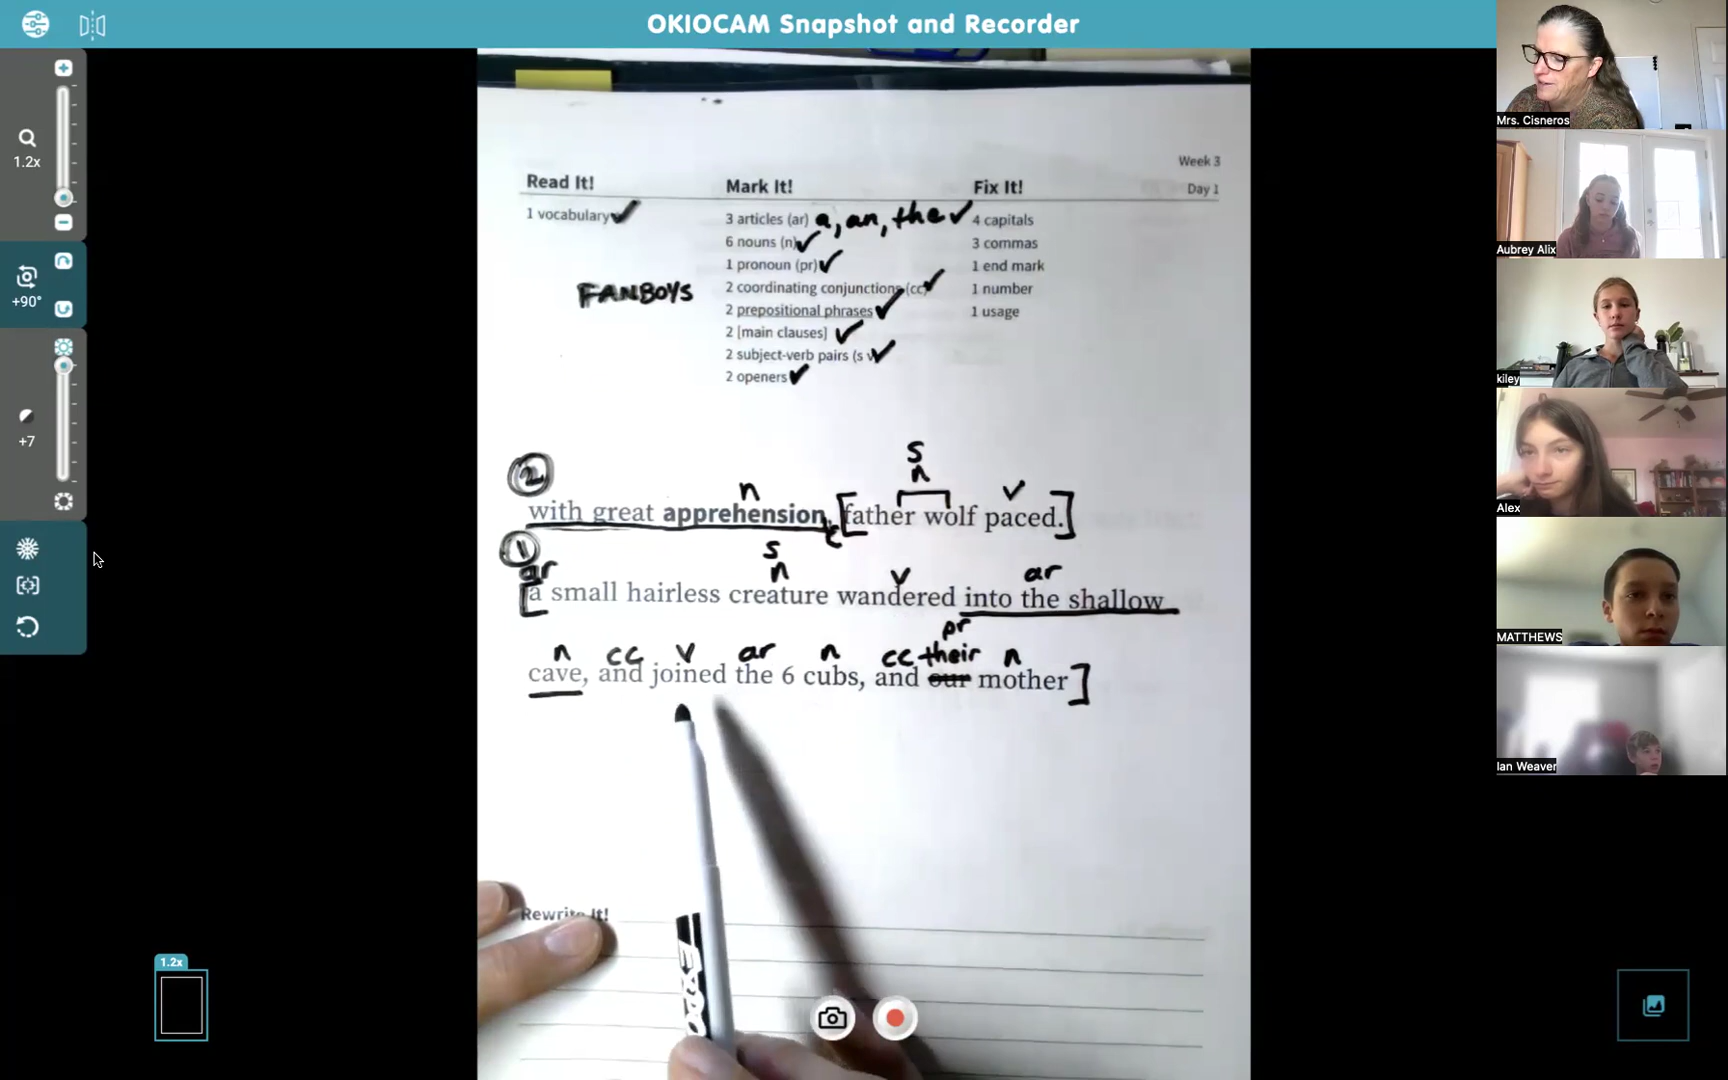 OKIOCAM Snapshot and Recorder
1.2x
+90°
+7
1.2x
Week 3
Day 1
Read It!
1 vocabulary ✓
Mark It!
3 articles (ar) a, an, the ✓
6 nouns (n) ✓
1 pronoun (pr) ✓
2 coordinating conjunctions (cc) ✓
2 prepositional phrases ✓
2 [main clauses] ✓
2 subject-verb pairs (s v ✓
2 openers ✓
FANBOYS
Fix It!
4 capitals
3 commas
1 end mark
1 number
1 usage
s
② n n v
with great apprehension, [father wolf paced.]
① s
ar n v ar
[a small hairless creature wandered into the shallow
pr
n cc v ar n cc their n
cave, and joined the 6 cubs, and our mother]
Rewrite It!
EXPO
Mrs. Cisneros
Aubrey Alix
kiley
Alex
MATTHEWS
Ian Weaver